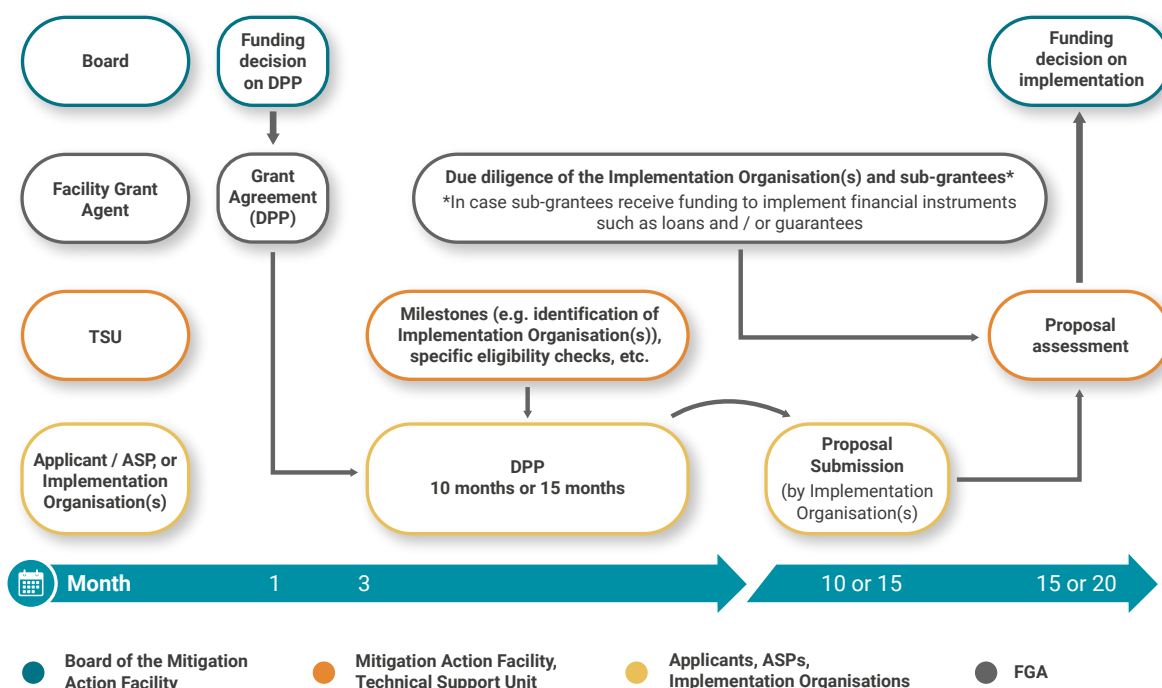 Board
Funding
decision
on DPP
Funding
decision on
implementation
Facility Grant
Agent
Grant
Agreement
(DPP)
Due diligence of the Implementation Organisation(s) and sub-grantees*
*In case sub-grantees receive funding to implement financial instruments
such as loans and / or guarantees
TSU
Milestones (e.g. identification of
Implementation Organisation(s)),
specific eligibility checks, etc.
Proposal
assessment
Applicant / ASP, or
Implementation
Organisation(s)
DPP
10 months or 15 months
Proposal
Submission
(by Implementation
Organisation(s)
Month 1 3 10 or 15 15 or 20
Board of the Mitigation
Action Facility
Mitigation Action Facility,
Technical Support Unit
Applicants, ASPs,
Implementation Organisations
FGA